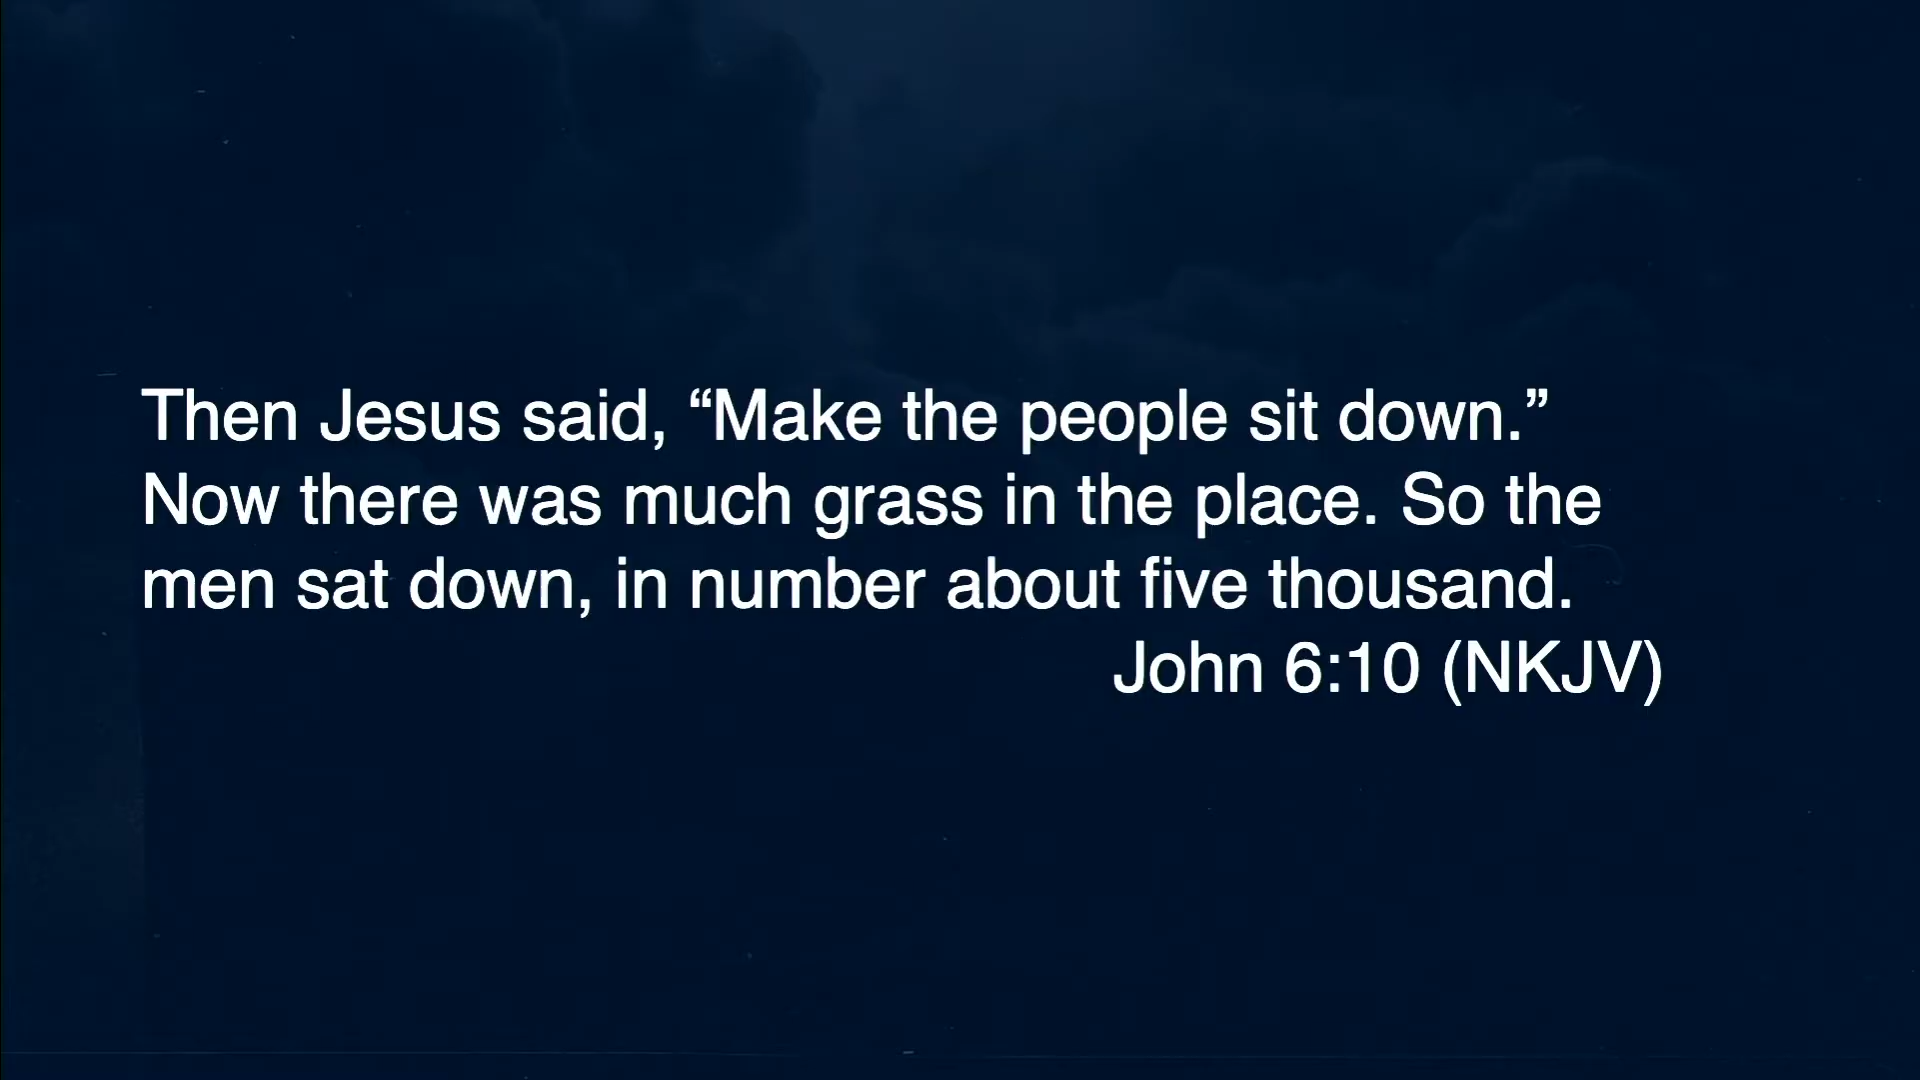 Then Jesus said, “Make the people sit down.”
Now there was much grass in the place. So the
men sat down, in number about five thousand.
John 6:10 (NKJV)